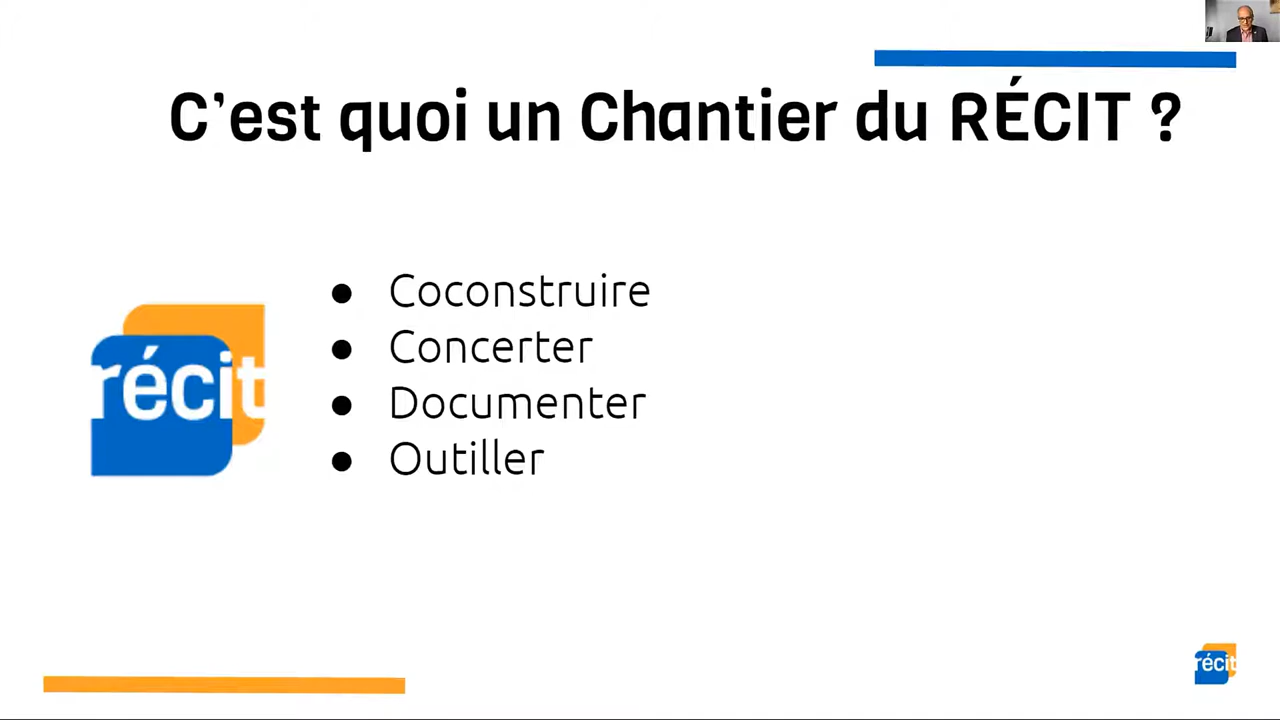 C'est quoi un Chantier du RÉCIT ?
● Coconstruire
● Concerter
● Documenter
● Outiller
récit
récit